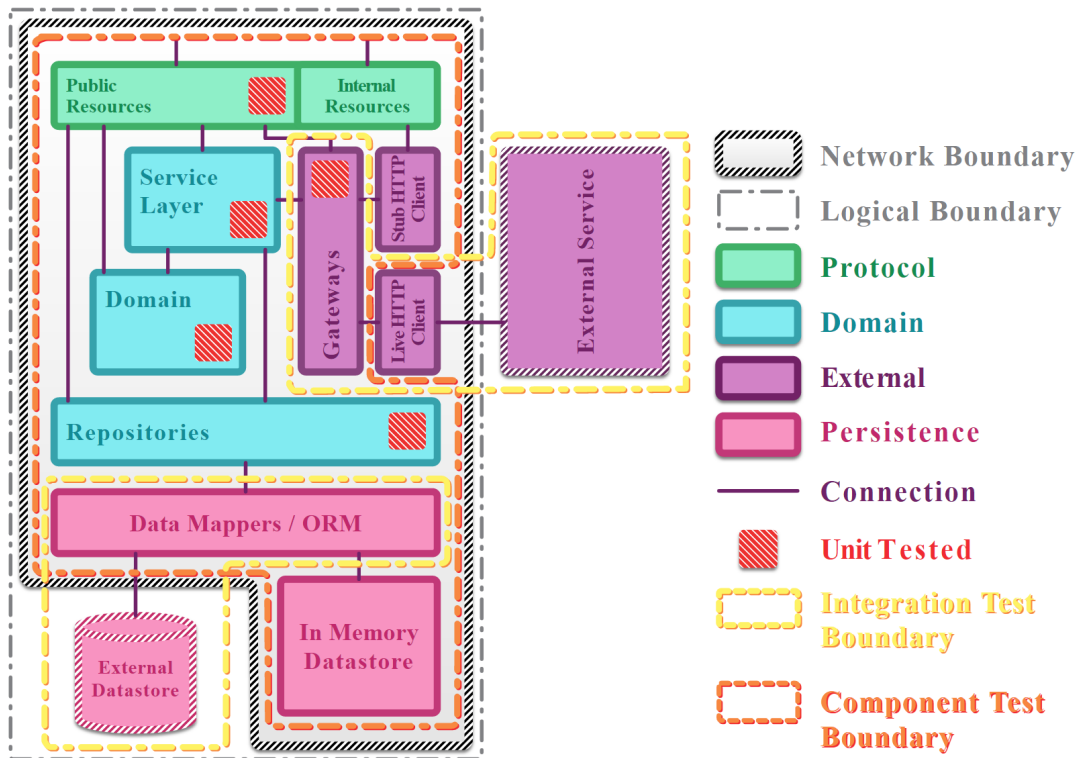 Public
Resources
Internal
Resources
Service
Layer
Gateways
Stub HTTP
Client
External Service
Domain
Live HTTP
Client
Repositories
Data Mappers / ORM
In Memory
Datastore
External
Datastore
Network Boundary
Logical Boundary
Protocol
Domain
External
Persistence
Connection
Unit Tested
Integration Test
Boundary
Component Test
Boundary